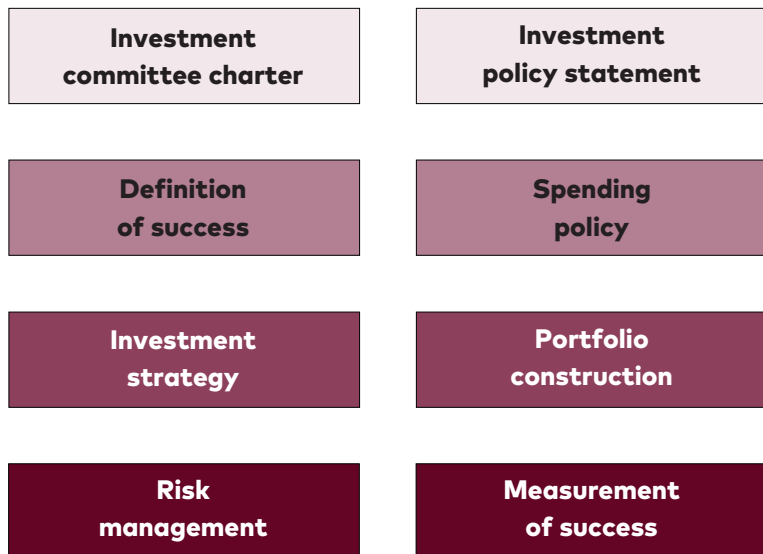 Investment
committee charter
Investment
policy statement
Definition
of success
Spending
policy
Investment
strategy
Portfolio
construction
Risk
management
Measurement
of success